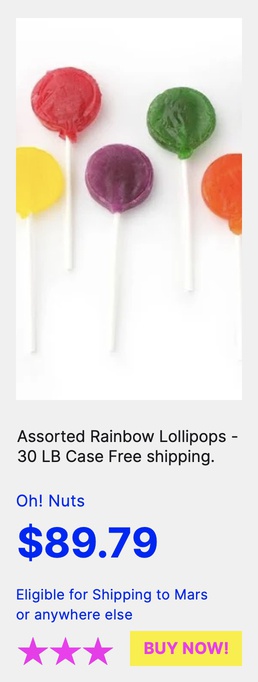 Assorted Rainbow Lollipops -
30 LB Case Free shipping.
Oh! Nuts
$89.79
Eligible for Shipping to Mars
or anywhere else
BUY NOW!